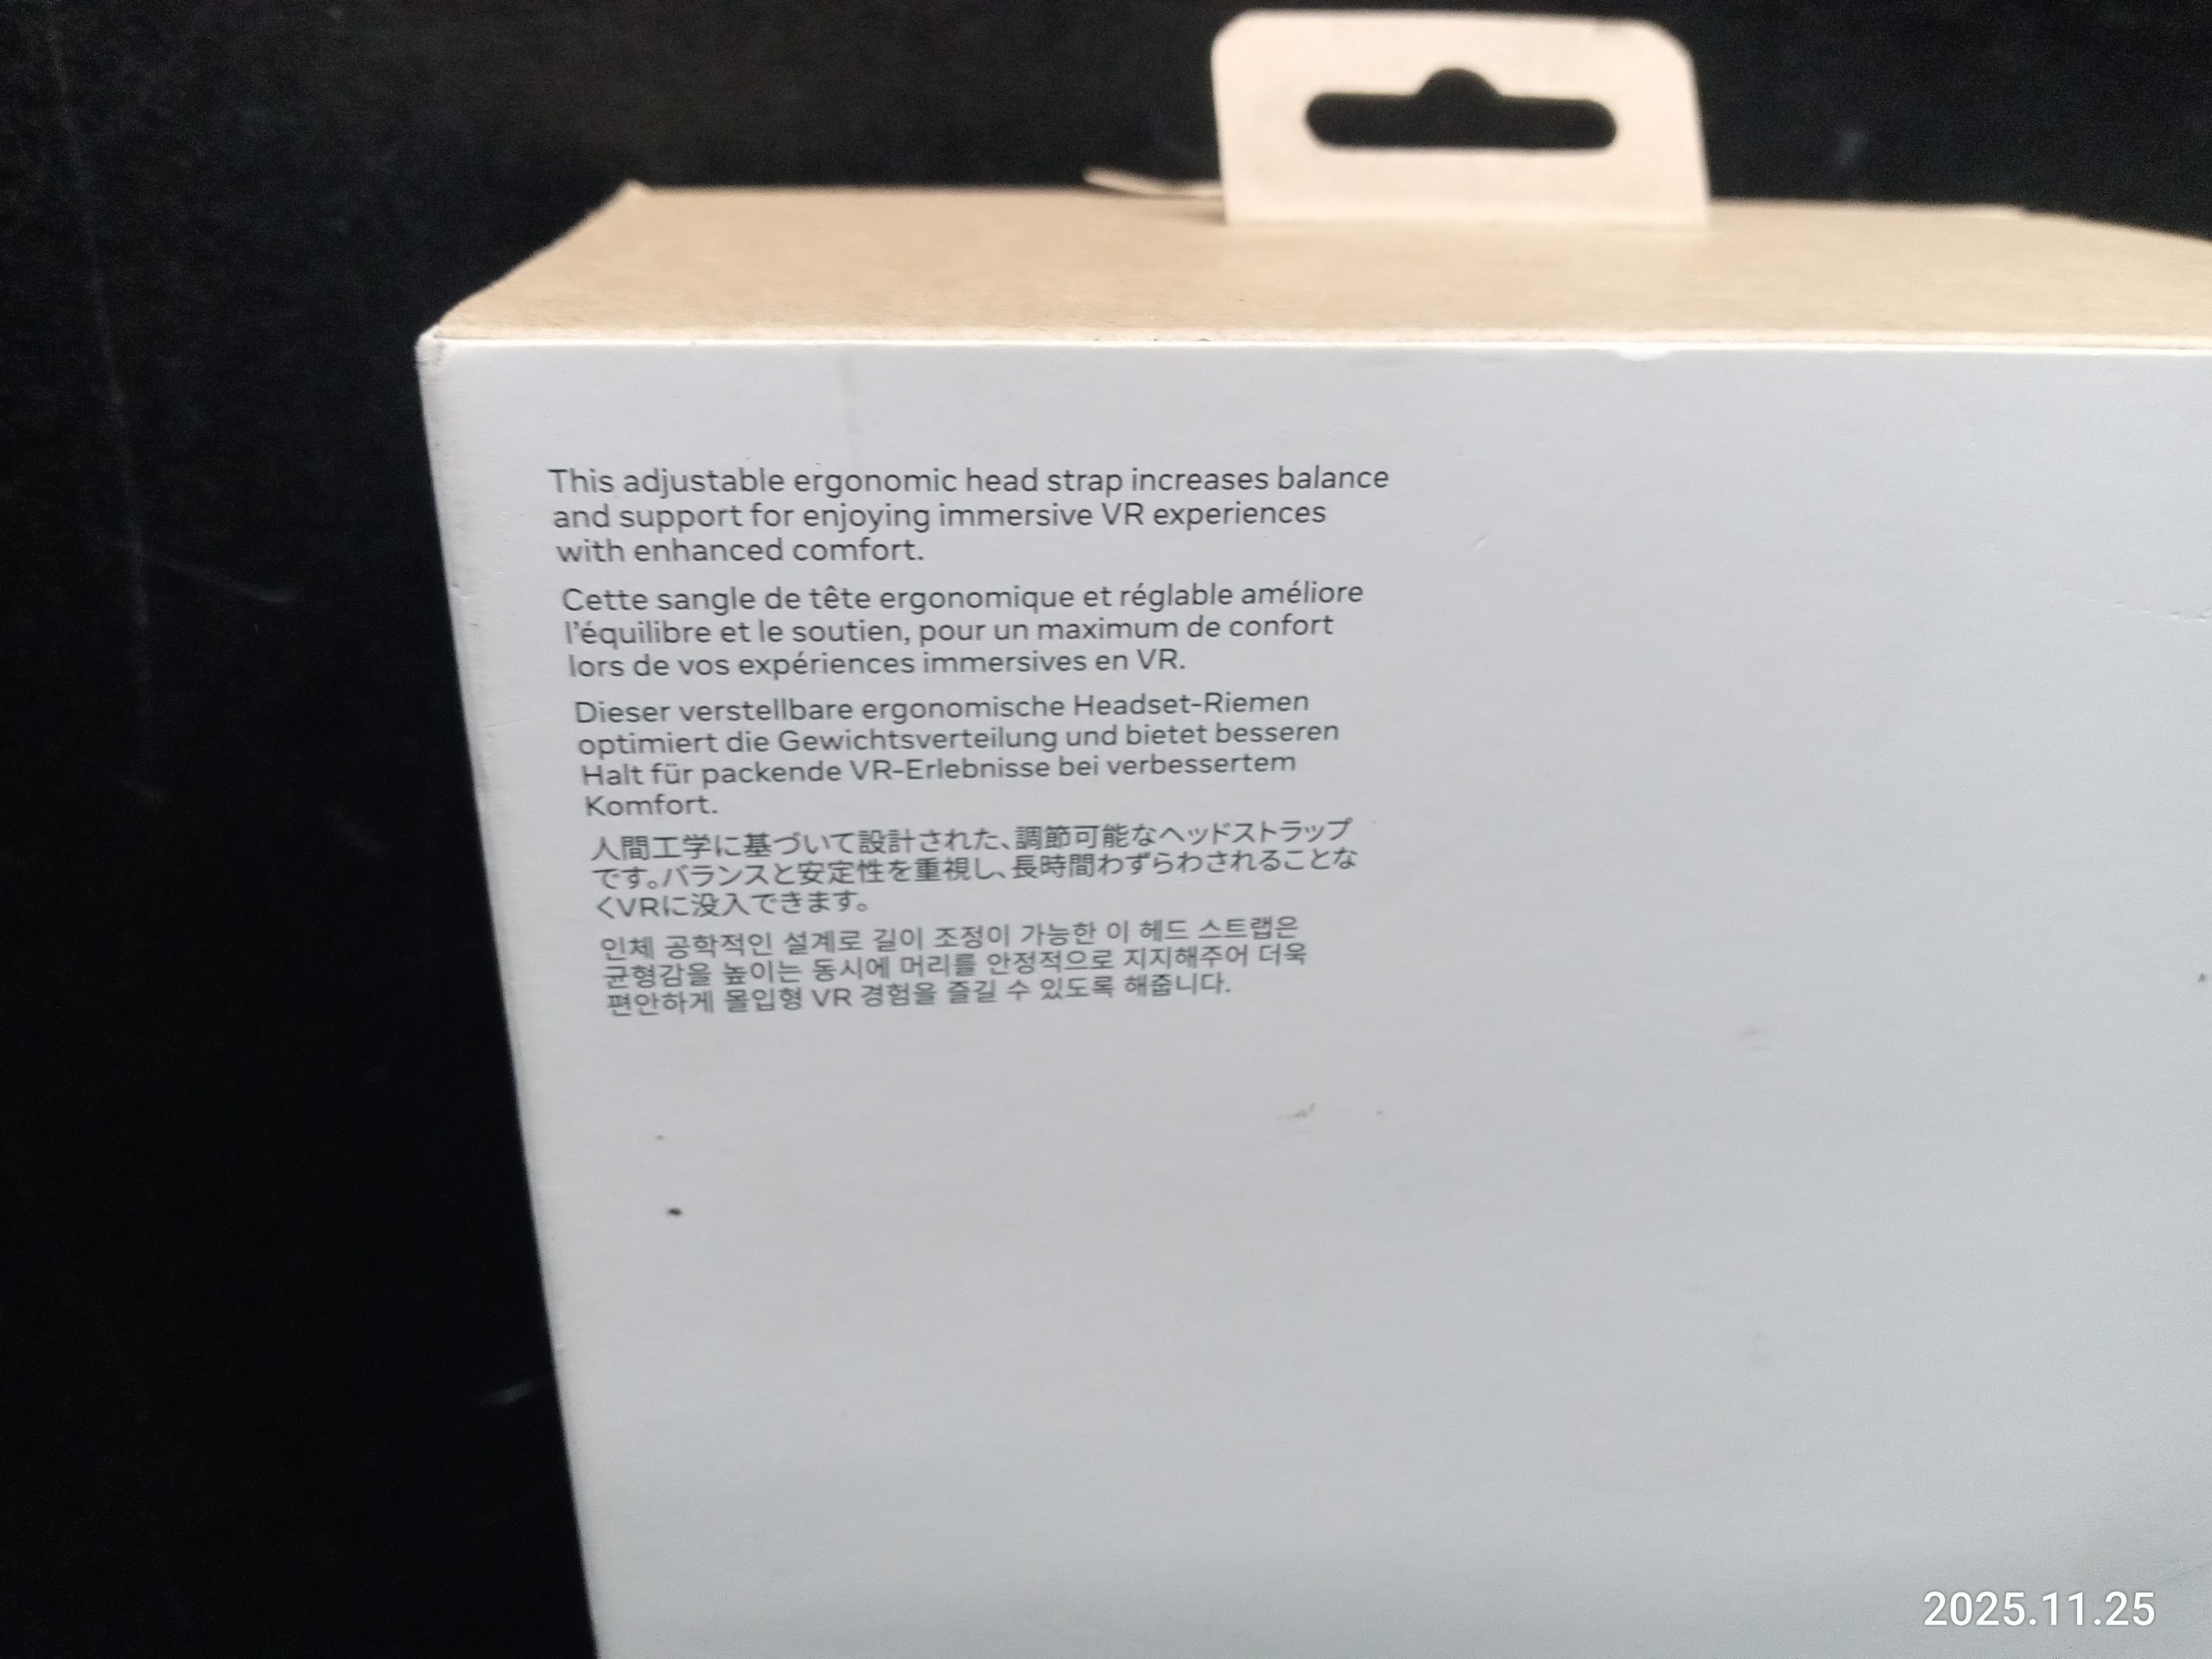 This adjustable ergonomic head strap increases balance
and support for enjoying immersive VR experiences
with enhanced comfort.
Cette sangle de tête ergonomique et réglable améliore
l'équilibre et le soutien, pour un maximum de confort
lors de vos expériences immersives en VR.
Dieser verstellbare ergonomische Headset-Riemen
optimiert die Gewichtsverteilung und bietet besseren
Halt für packende VR-Erlebnisse bei verbessertem
Komfort.
人間工学に基づいて設計された、調節可能なヘッドストラップ
です。バランスと安定性を重視し、長時間わずらわされることな
くVRに没入できます。
인체 공학적인 설계로 길이 조정이 가능한 이 헤드 스트랩은
균형감을 높이는 동시에 머리를 안정적으로 지지해주어 더욱
편안하게 몰입형 VR 경험을 즐길 수 있도록 해줍니다.
2025.11.25